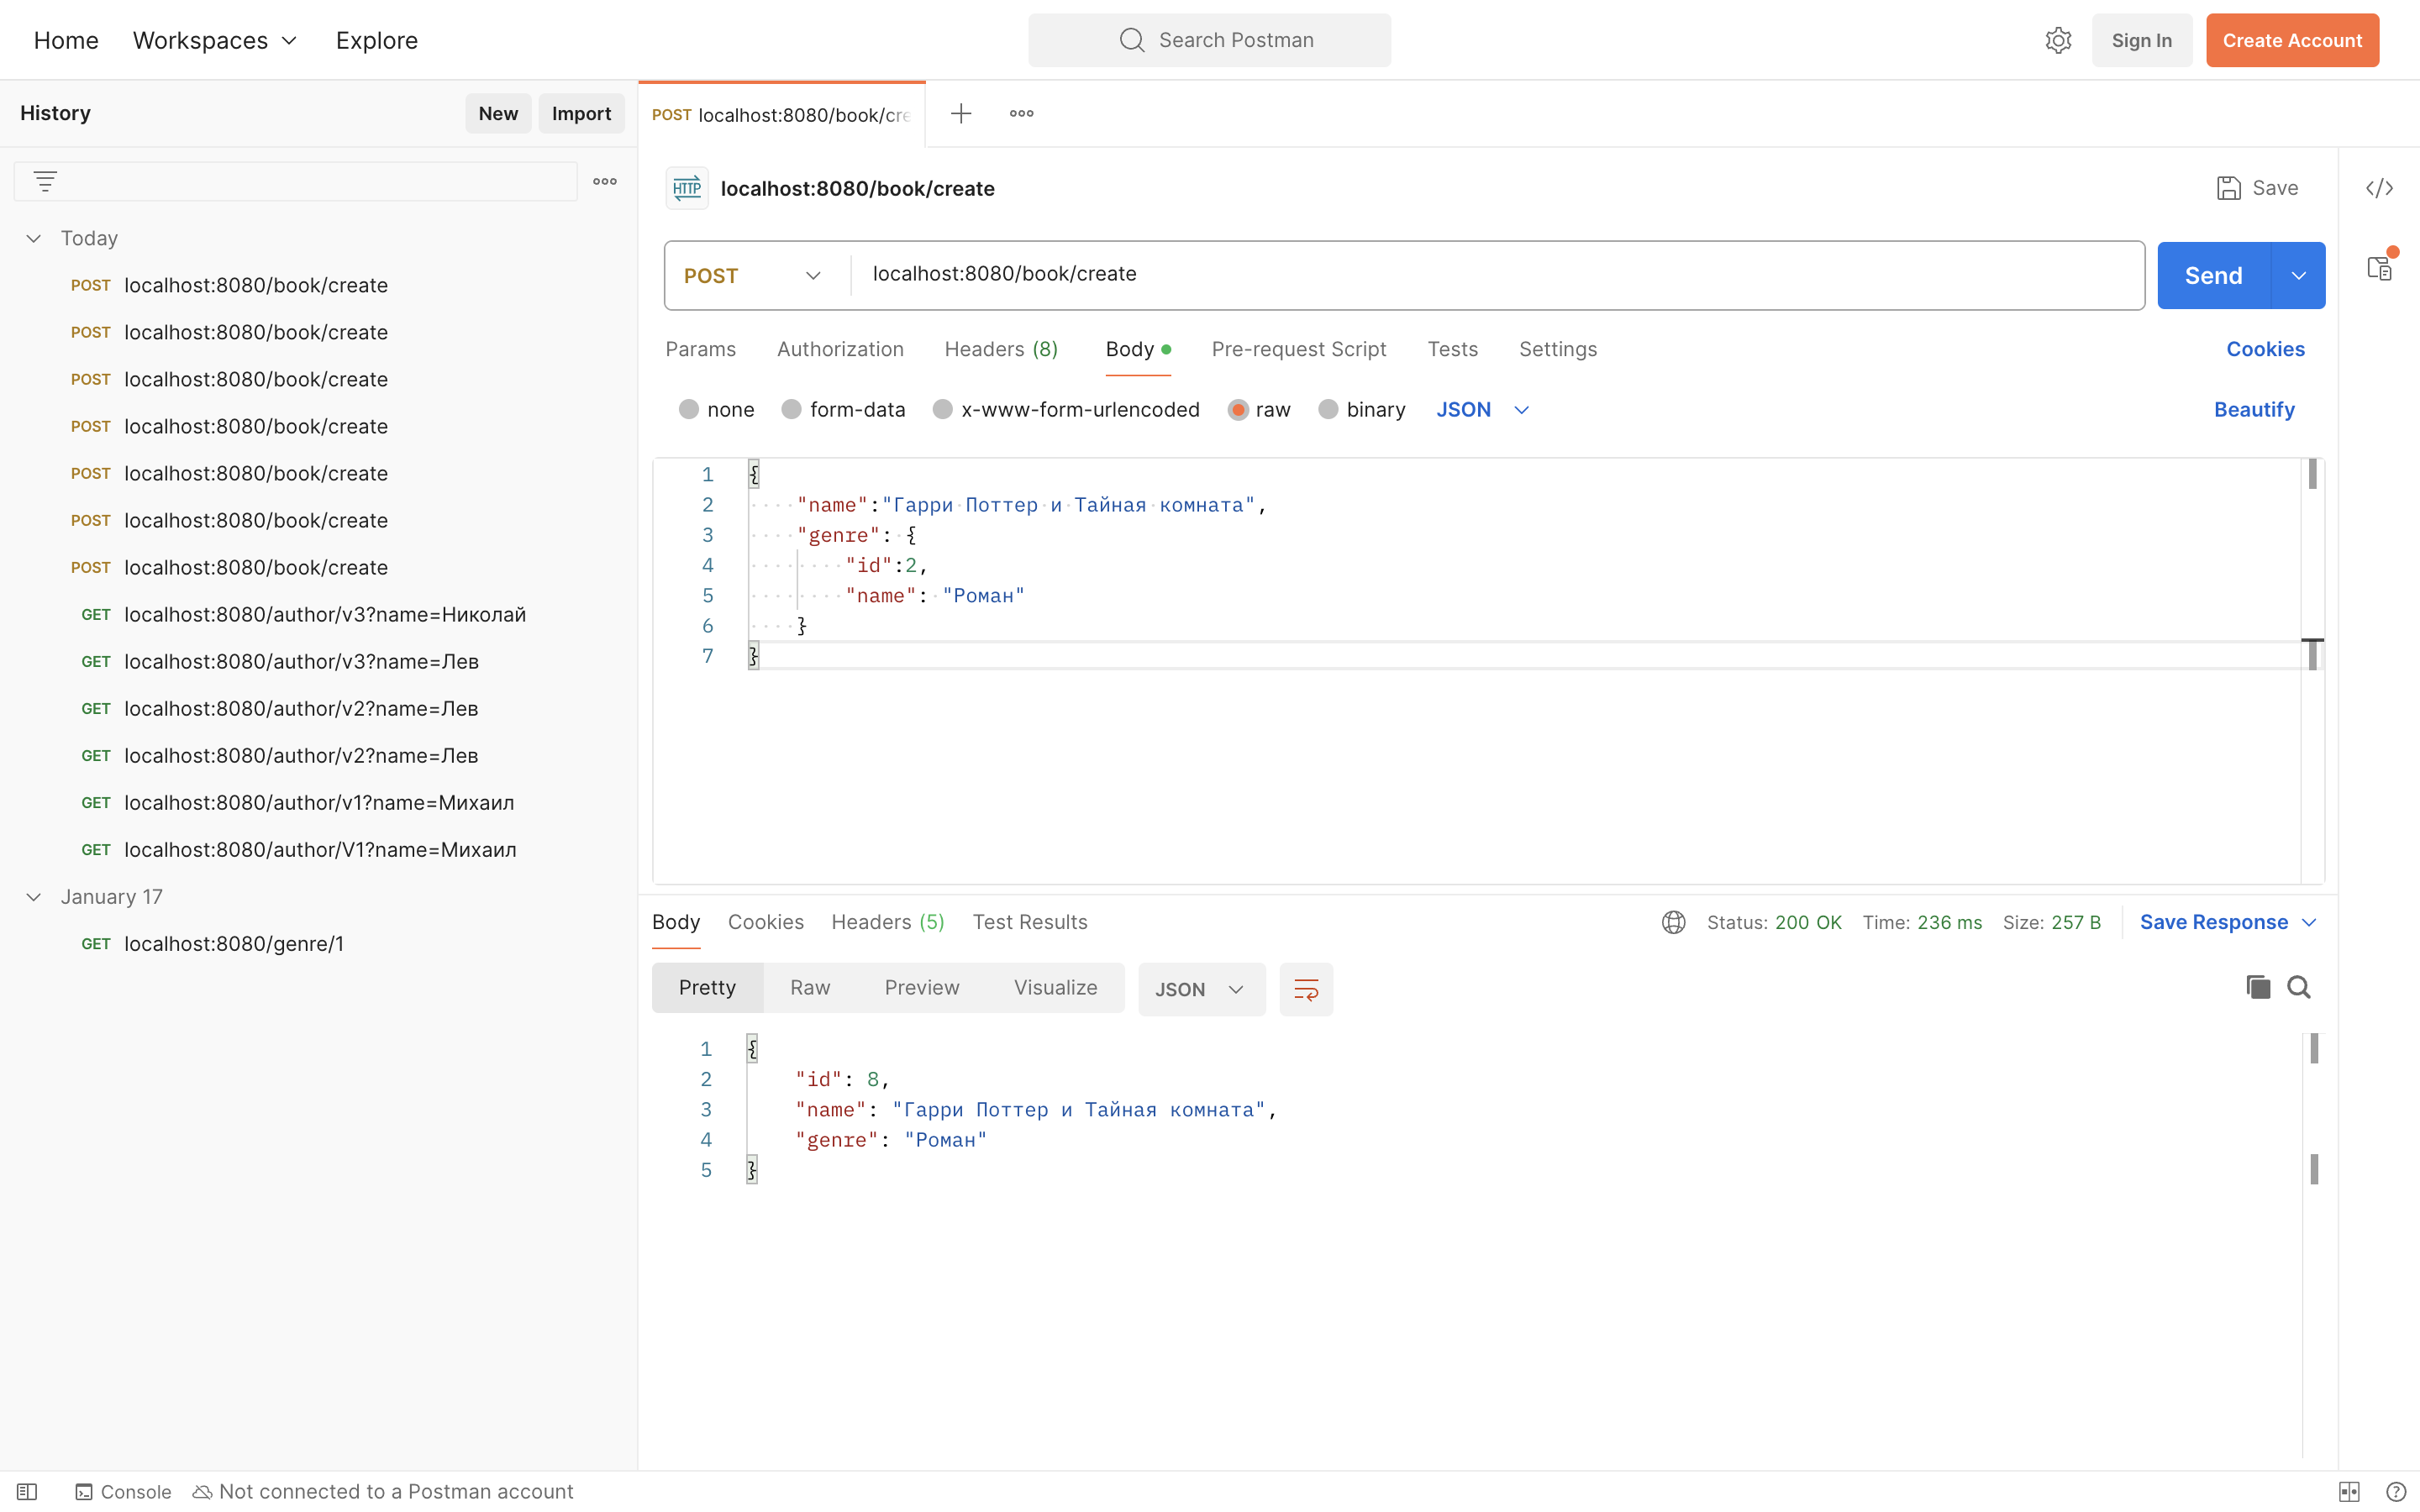 Home Workspaces Explore Search Postman Sign In Create Account
History New Import
POST localhost:8080/book/cre
Today
POST localhost:8080/book/create
POST localhost:8080/book/create
POST localhost:8080/book/create
POST localhost:8080/book/create
POST localhost:8080/book/create
POST localhost:8080/book/create
POST localhost:8080/book/create
GET localhost:8080/author/v3?name=Николай
GET localhost:8080/author/v3?name=Лев
GET localhost:8080/author/v2?name=Лев
GET localhost:8080/author/v2?name=Лев
GET localhost:8080/author/v1?name=Михаил
GET localhost:8080/author/V1?name=Михаил
January 17
GET localhost:8080/genre/1
HTTP localhost:8080/book/create Save </>
POST localhost:8080/book/create Send
Params Authorization Headers (8) Body Pre-request Script Tests Settings Cookies
none form-data x-www-form-urlencoded raw binary JSON Beautify
1 {
2 "name":"Гарри Поттер и Тайная комната",
3 "genre": {
4 "id":2,
5 "name": "Роман"
6 }
7 }
Body Cookies Headers (5) Test Results Status: 200 OK Time: 236 ms Size: 257 B Save Response
Pretty Raw Preview Visualize JSON
1 {
2 "id": 8,
3 "name": "Гарри Поттер и Тайная комната",
4 "genre": "Роман"
5 }
Console Not connected to a Postman account